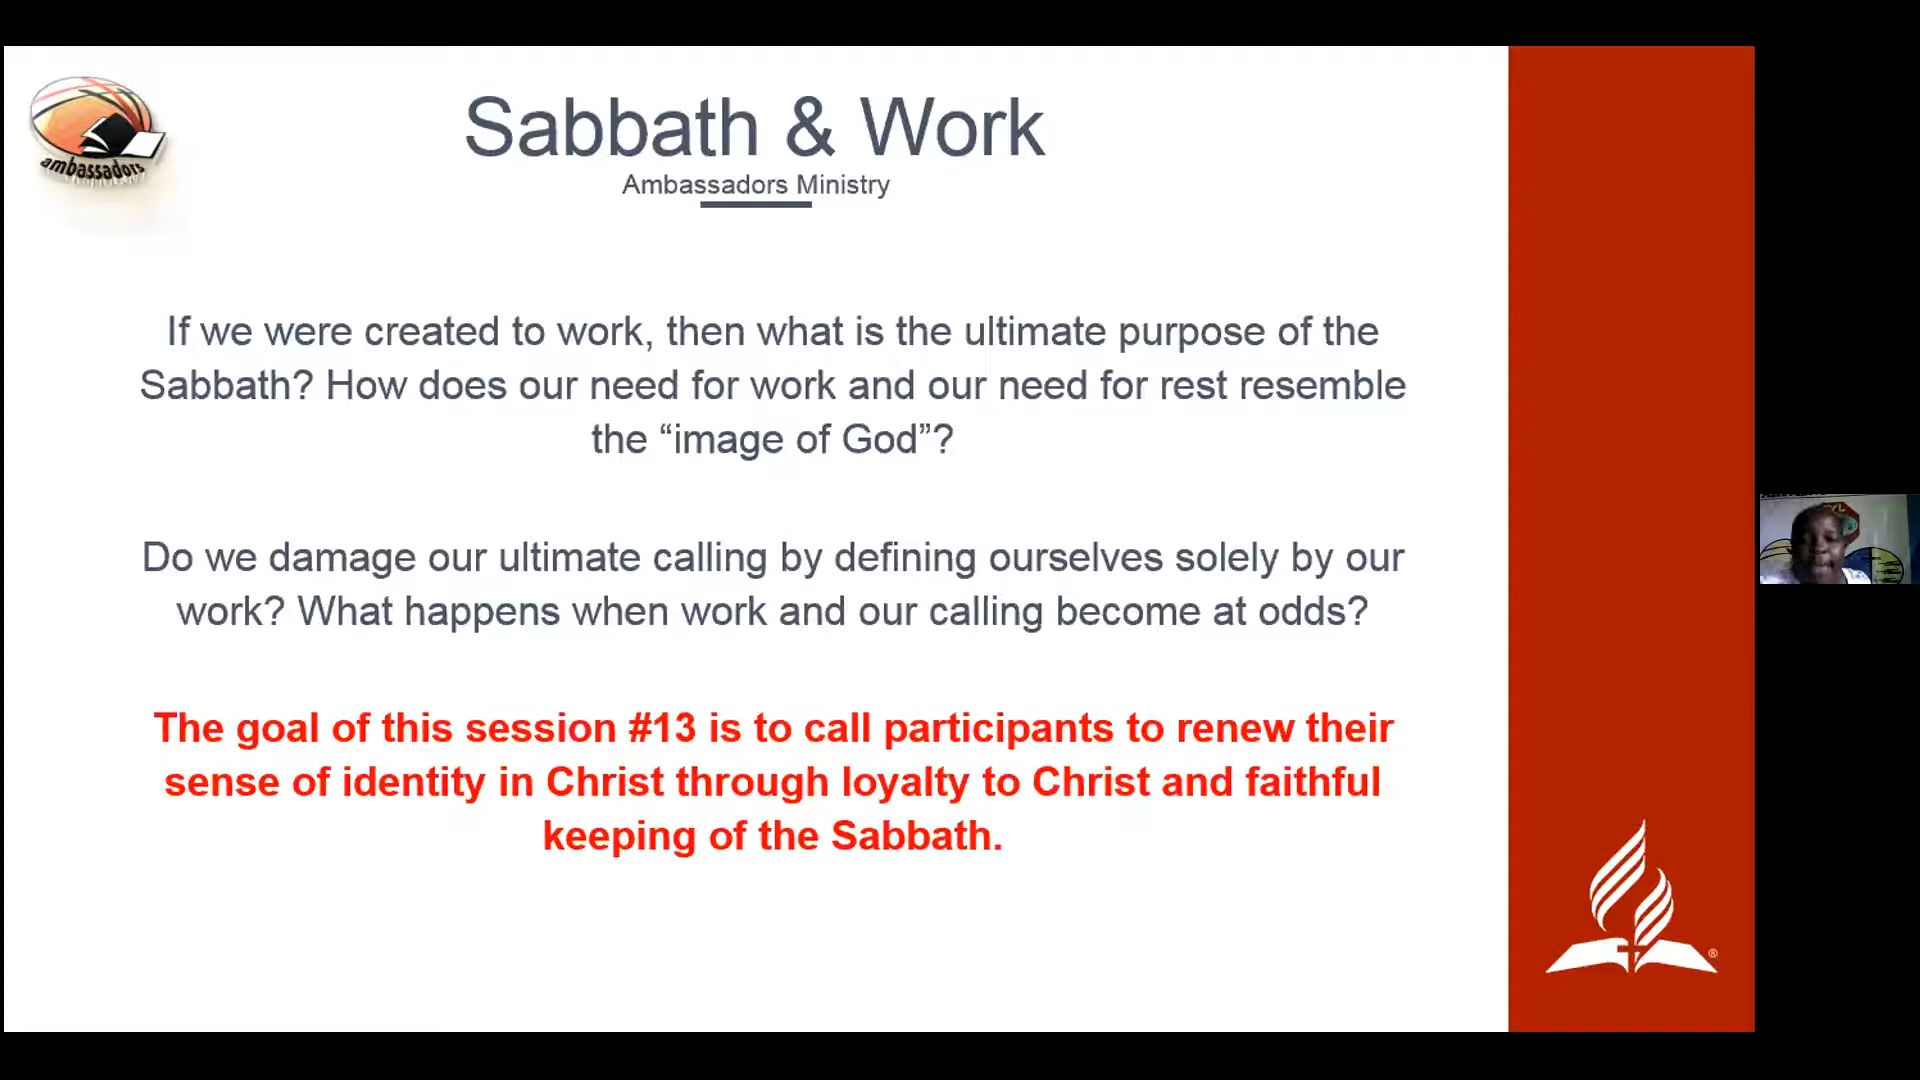 ambassadors
Sabbath & Work
Ambassadors Ministry
If we were created to work, then what is the ultimate purpose of the
Sabbath? How does our need for work and our need for rest resemble
the “image of God”?
Do we damage our ultimate calling by defining ourselves solely by our
work? What happens when work and our calling become at odds?
The goal of this session #13 is to call participants to renew their
sense of identity in Christ through loyalty to Christ and faithful
keeping of the Sabbath.
®